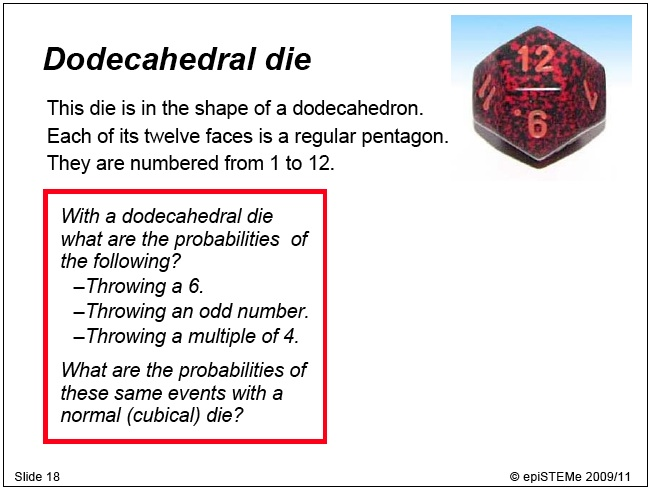 Dodecahedral die
This die is in the shape of a dodecahedron.
Each of its twelve faces is a regular pentagon.
They are numbered from 1 to 12.
12
11
6
With a dodecahedral die
what are the probabilities of
the following?
–Throwing a 6.
–Throwing an odd number.
–Throwing a multiple of 4.
What are the probabilities of
these same events with a
normal (cubical) die?
Slide 18
© epiSTEMe 2009/11